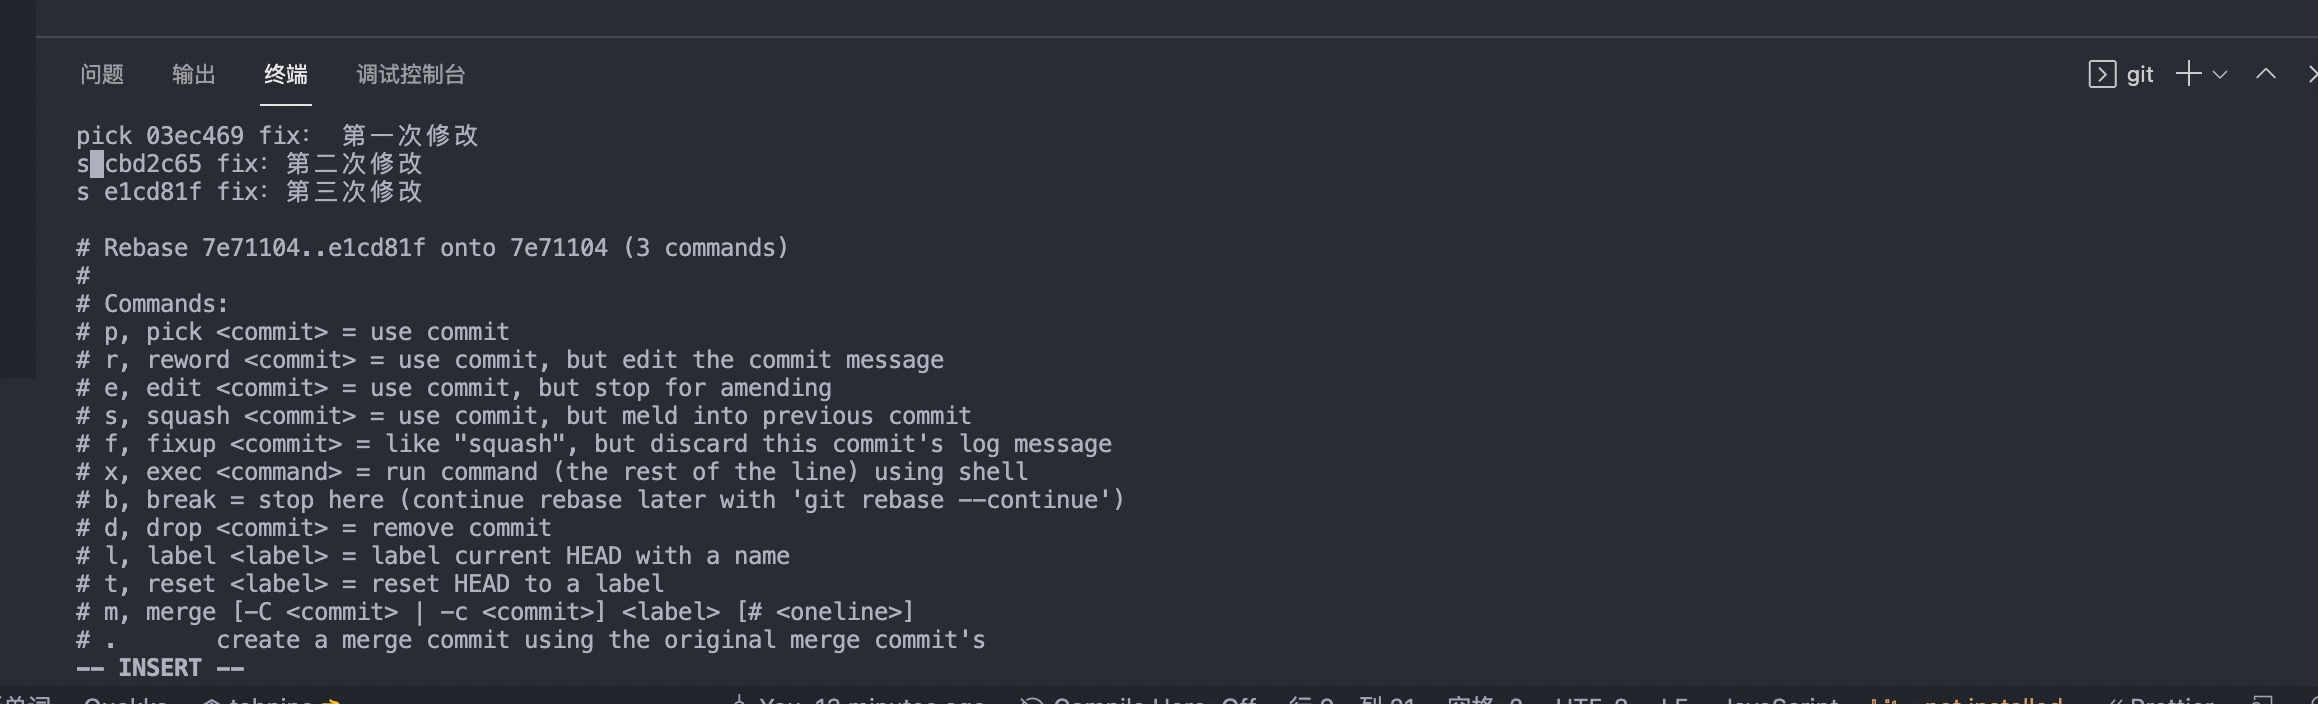 问题 输出 终端 调试控制台 git
pick 03ec469 fix： 第一次修改
s cbd2c65 fix：第二次修改
s e1cd81f fix：第三次修改
# Rebase 7e71104..e1cd81f onto 7e71104 (3 commands)
#
# Commands:
# p, pick <commit> = use commit
# r, reword <commit> = use commit, but edit the commit message
# e, edit <commit> = use commit, but stop for amending
# s, squash <commit> = use commit, but meld into previous commit
# f, fixup <commit> = like "squash", but discard this commit's log message
# x, exec <command> = run command (the rest of the line) using shell
# b, break = stop here (continue rebase later with 'git rebase --continue')
# d, drop <commit> = remove commit
# l, label <label> = label current HEAD with a name
# t, reset <label> = reset HEAD to a label
# m, merge [-C <commit> | -c <commit>] <label> [# <oneline>]
# .       create a merge commit using the original merge commit's
-- INSERT --